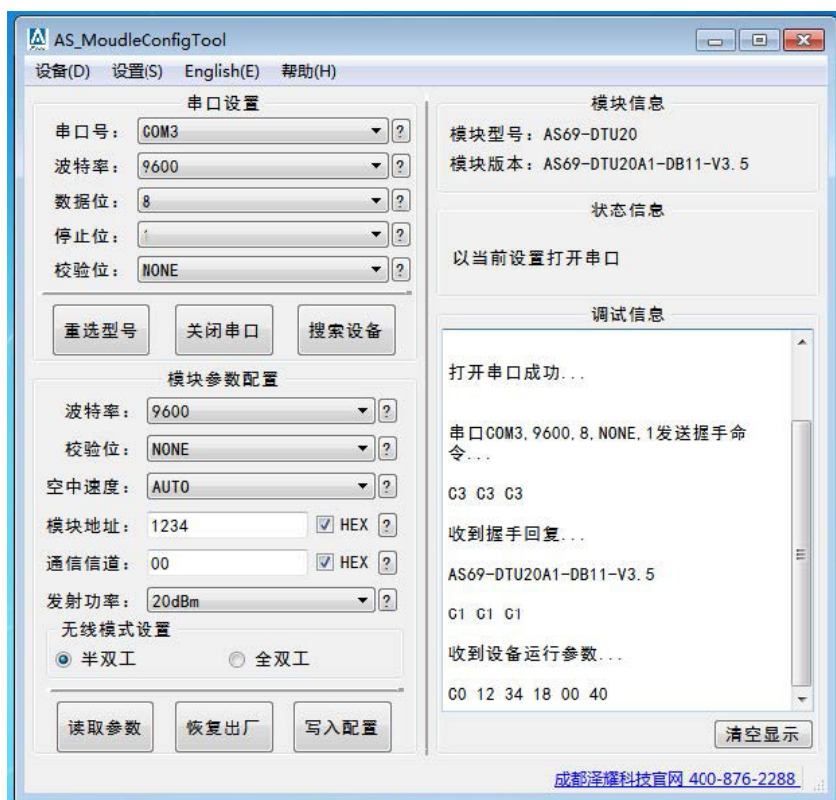 AS_MoudleConfigTool
设备(D) 设置(S) English(E) 帮助(H)
串口设置
串口号: COM3 ?
波特率: 9600 ?
数据位: 8 ?
停止位: 1 ?
校验位: NONE ?
重选型号 关闭串口 搜索设备
模块参数配置
波特率: 9600 ?
校验位: NONE ?
空中速度: AUTO ?
模块地址: 1234 HEX ?
通信信道: 00 HEX ?
发射功率: 20dBm ?
无线模式设置
半双工 全双工
读取参数 恢复出厂 写入配置
模块信息
模块型号: AS69-DTU20
模块版本: AS69-DTU20A1-DB11-V3.5
状态信息
以当前设置打开串口
调试信息
打开串口成功...
串口COM3,9600,8,NONE,1发送握手命
令...
C3 C3 C3
收到握手回复...
AS69-DTU20A1-DB11-V3.5
C1 C1 C1
收到设备运行参数...
C0 12 34 18 00 40
清空显示
成都泽耀科技官网 400-876-2288